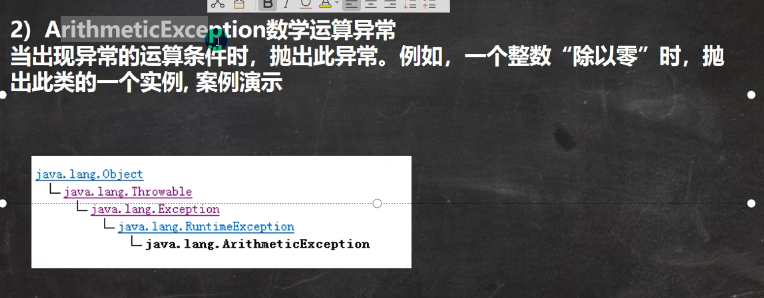 2）ArithmeticException数学运算异常
当出现异常的运算条件时，抛出此异常。例如，一个整数“除以零”时，抛
出此类的一个实例, 案例演示
java.lang.Object
java.lang.Throwable
java.lang.Exception
java.lang.RuntimeException
java.lang.ArithmeticException